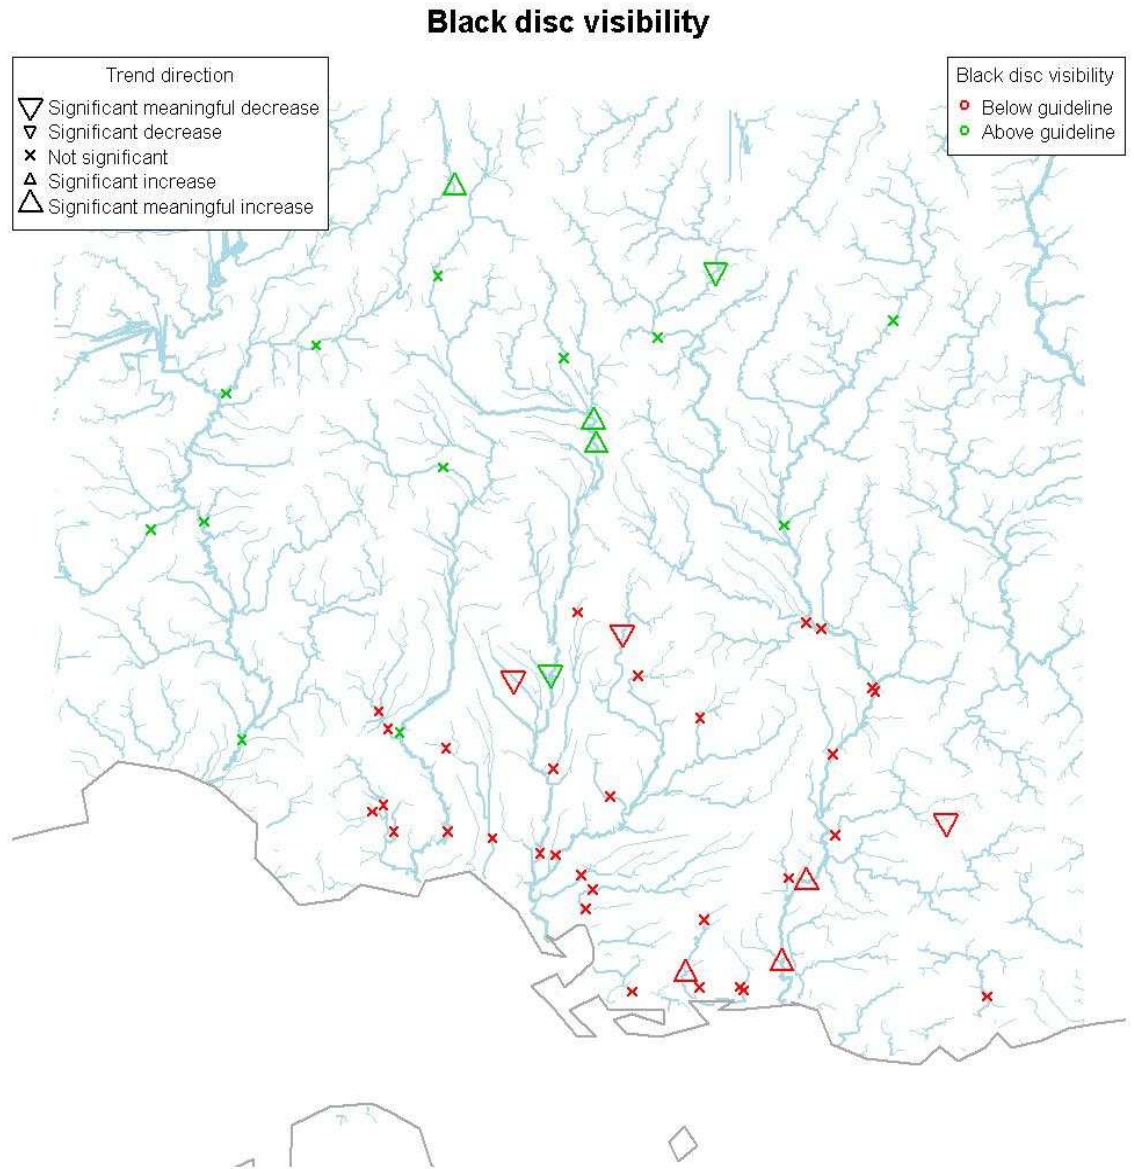 Black disc visibility
Trend direction
Significant meaningful decrease
Significant decrease
Not significant
Significant increase
Significant meaningful increase
Black disc visibility
Below guideline
Above guideline